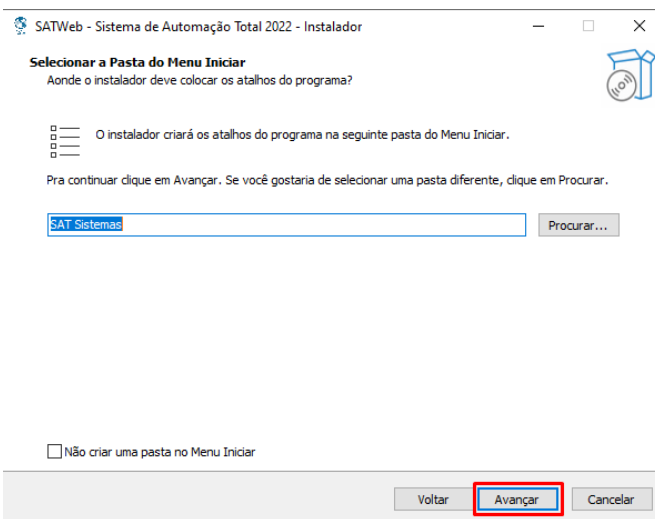 SATWeb - Sistema de Automação Total 2022 - Instalador
Selecionar a Pasta do Menu Iniciar
Aonde o instalador deve colocar os atalhos do programa?
O instalador criará os atalhos do programa na seguinte pasta do Menu Iniciar.
Pra continuar clique em Avançar. Se você gostaria de selecionar uma pasta diferente, clique em Procurar.
SAT Sistemas
Procurar...
Não criar uma pasta no Menu Iniciar
Voltar
Avançar
Cancelar